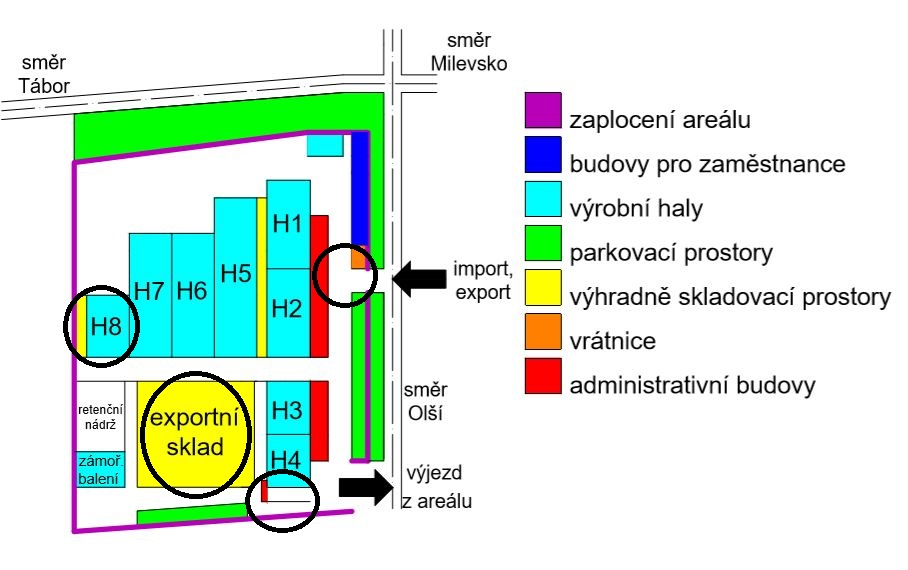 směr
Tábor
směr
Milevsko
zaplocení areálu
budovy pro zaměstnance
výrobní haly
parkovací prostory
výhradně skladovací prostory
vrátnice
administrativní budovy
H1
H2
H5
H6
H7
H8
import,
export
retenční
nádrž
zámoř.
balení
exportní
sklad
H3
H4
směr
Olší
výjezd
z areálu